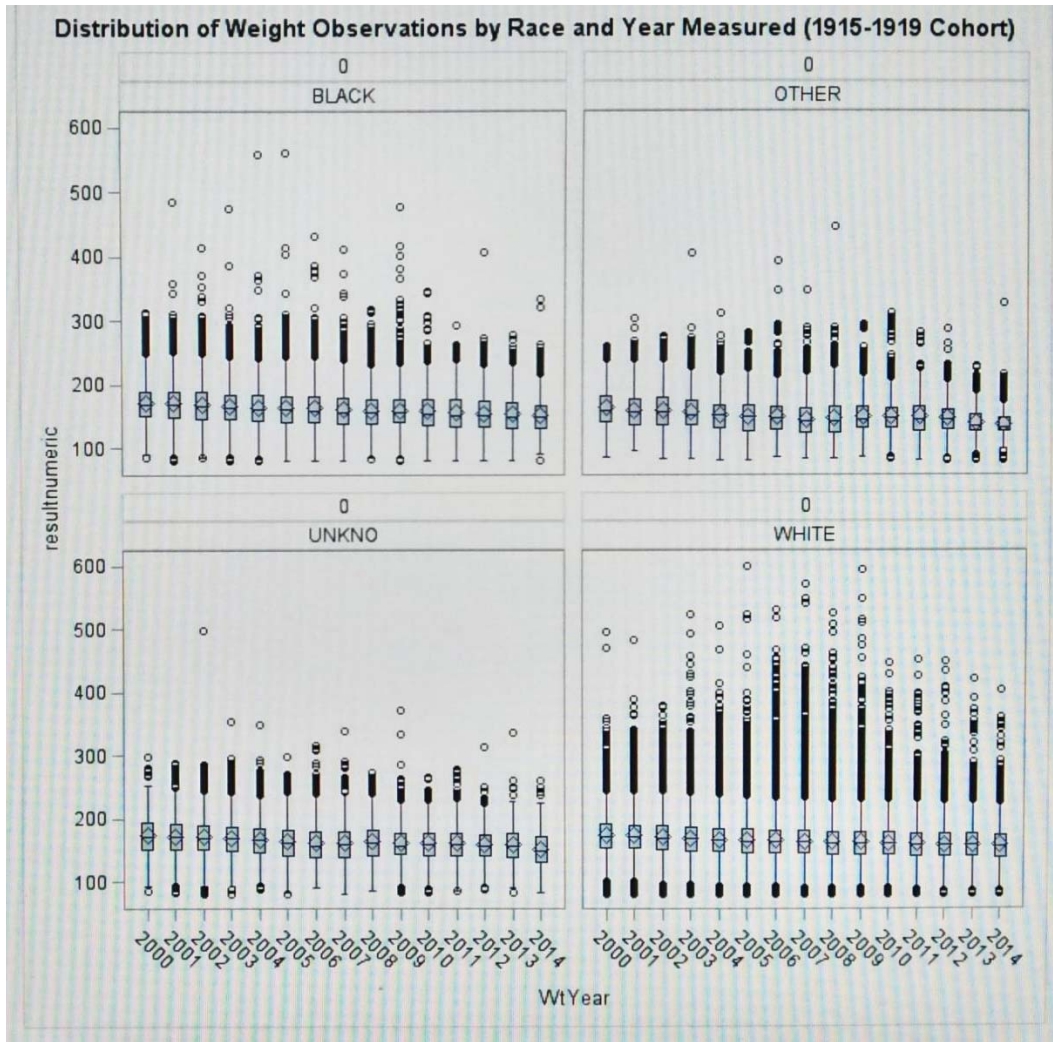 Distribution of Weight Observations by Race and Year Measured (1915-1919 Cohort)
0
0
BLACK
OTHER
600
500
400
300
200
100
0
0
UNKNO
WHITE
600
500
400
300
200
100
resultnumeric
2000 2001 2002 2003 2004 2005 2006 2007 2008 2009 2010 2011 2012 2013 2014
2000 2001 2002 2003 2004 2005 2006 2007 2008 2009 2010 2011 2012 2013 2014
WtYear